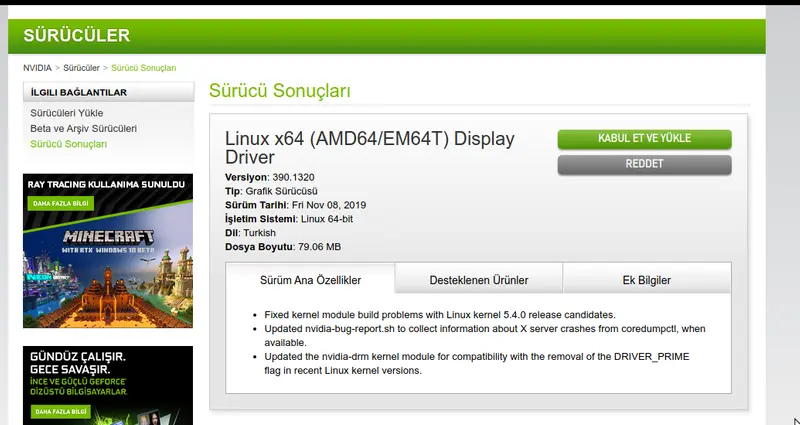 SÜRÜCÜLER
NVIDIA > Sürücüler > Sürücü Sonuçları
İLGILI BAĞLANTILAR
Sürücüleri Yükle
Beta ve Arşiv Sürücüleri
Sürücü Sonuçları
RAY TRACING KULLANIMA SUNULDU
DAHA FAZLA BİLGİ
MINECRAFT
WITH RTX WINDOWS 10 BETA
GÜNDÜZ ÇALIŞIR.
GECE SAVAŞIR.
İNCE VE GÜÇLÜ GEFORCE
DİZÜSTÜ BİLGİSAYARLAR.
DAHA FAZLA BİLGİ
Sürücü Sonuçları
Linux x64 (AMD64/EM64T) Display
Driver
Versiyon: 390.1320
Tip: Grafik Sürücüsü
Sürüm Tarihi: Fri Nov 08, 2019
İşletim Sistemi: Linux 64-bit
Dil: Turkish
Dosya Boyutu: 79.06 MB
KABUL ET VE YÜKLE
REDDET
Sürüm Ana Özellikler
Desteklenen Ürünler
Ek Bilgiler
• Fixed kernel module build problems with Linux kernel 5.4.0 release candidates.
• Updated nvidia-bug-report.sh to collect information about X server crashes from coredumpctl, when
available.
• Updated the nvidia-drm kernel module for compatibility with the removal of the DRIVER_PRIME
flag in recent Linux kernel versions.